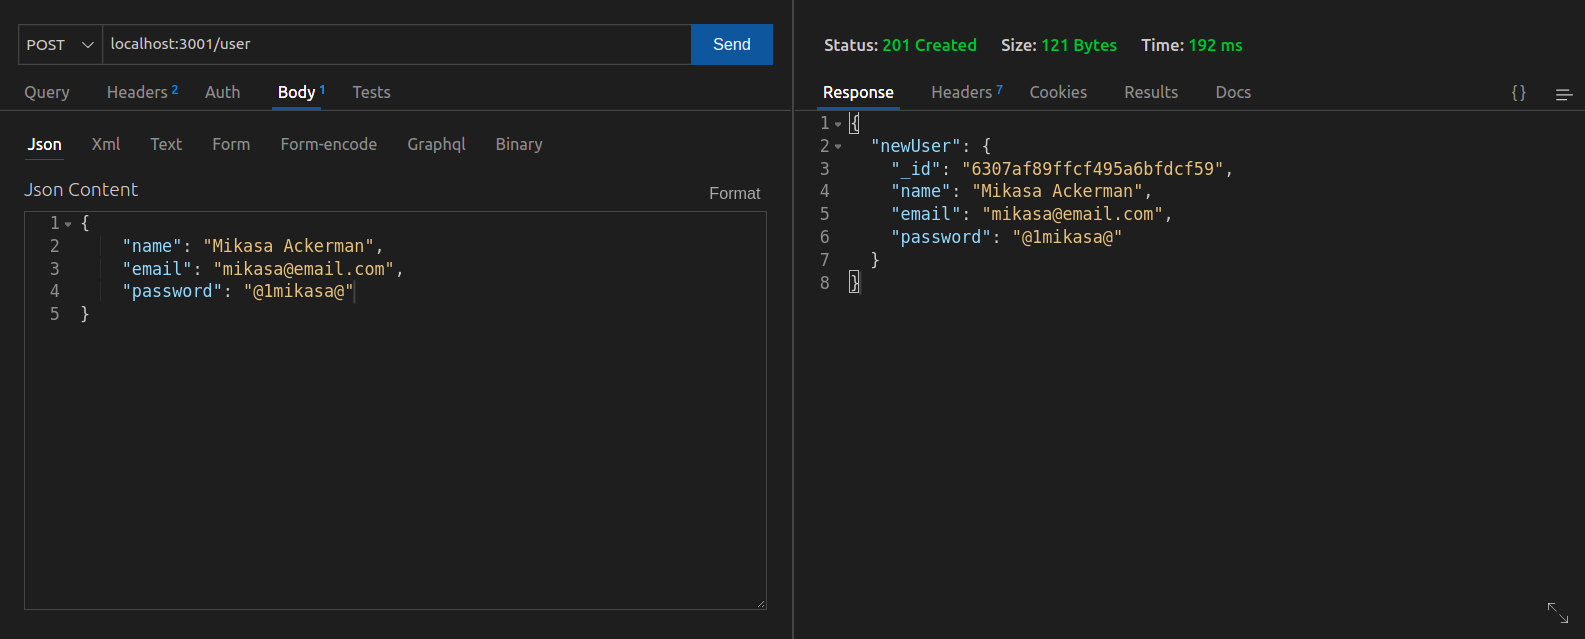 POST localhost:3001/user Send
Query Headers 2 Auth Body 1 Tests
Json Xml Text Form Form-encode Graphql Binary
Json Content Format
1 {
2 "name": "Mikasa Ackerman",
3 "email": "mikasa@email.com",
4 "password": "@1mikasa@"
5 }
Status: 201 Created Size: 121 Bytes Time: 192 ms
Response Headers 7 Cookies Results Docs {}
1 {
2 "newUser": {
3 "_id": "6307af89ffcf495a6bfdcf59",
4 "name": "Mikasa Ackerman",
5 "email": "mikasa@email.com",
6 "password": "@1mikasa@"
7 }
8 }